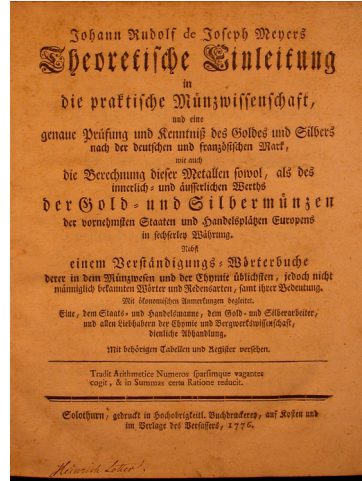 Johann Rudolf de Joseph Meyers
Theoretische Einleitung
in
die praktische Münzwissenschaft,
und eine
genaue Prüfung und Kenntniß des Goldes und Silbers
nach der deutschen und französischen Mark,
wie auch
die Berechnung dieser Metallen sowol, als des
innerlich- und äusserlichen Werths
der Gold- und Silbermünzen
der vornehmsten Staaten und Handelsplätzen Europens
in sechserley Währung.
Nebst
einem Verständigungs-Wörterbuche
derer in dem Münzwesen und der Chymie üblichsten, jedoch nicht
männiglich bekannten Wörter und Redensarten, samt ihrer Bedeutung.
Mit ökonomischen Anmerkungen begleitet.
Eine, dem Staats- und Handelsmanne, dem Gold- und Silberarbeiter,
und allen Liebhabern der Chymie und Bergwerkswissenschaft,
dienliche Abhandlung.
Mit behörigen Tabellen und Register versehen.
Tradit Arithmetice Numeros sparsimque vagantes
cogit, & in Summas certa Ratione reducit.
Solothurn, gedruckt in Hochobrigkeitl. Buchdruckerey, auf Kosten und
im Verlage des Verfassers, 1776.
Heinrich